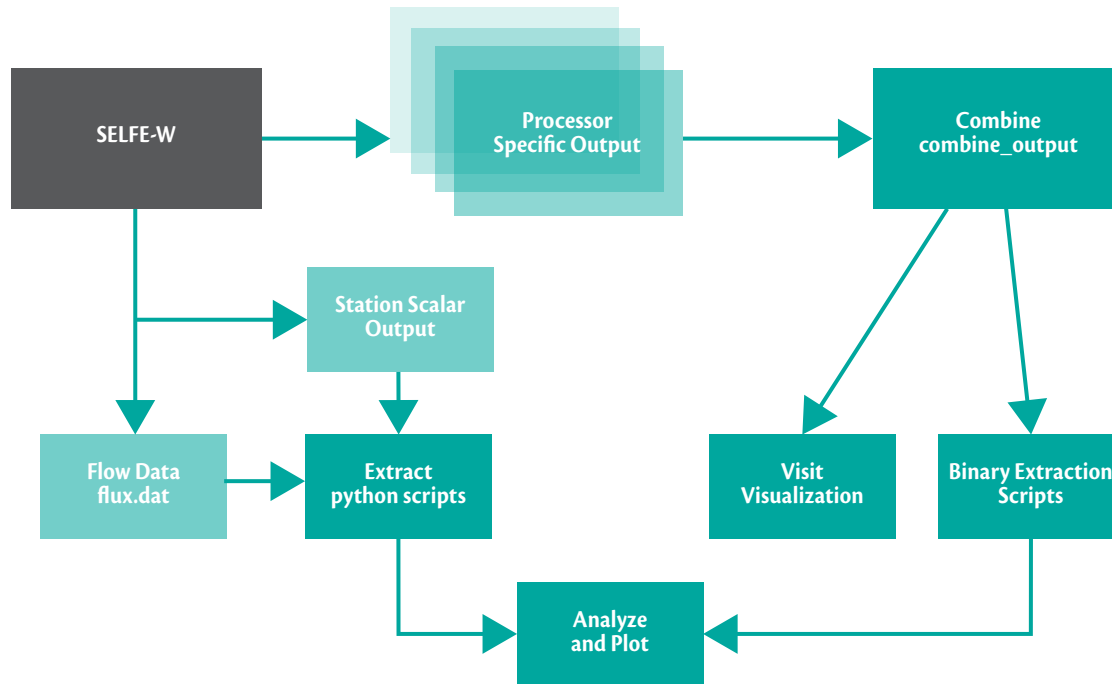 SELFE-W
Processor
Specific Output
Combine
combine_output
Station Scalar
Output
Flow Data
flux.dat
Extract
python scripts
Visit
Visualization
Binary Extraction
Scripts
Analyze
and Plot